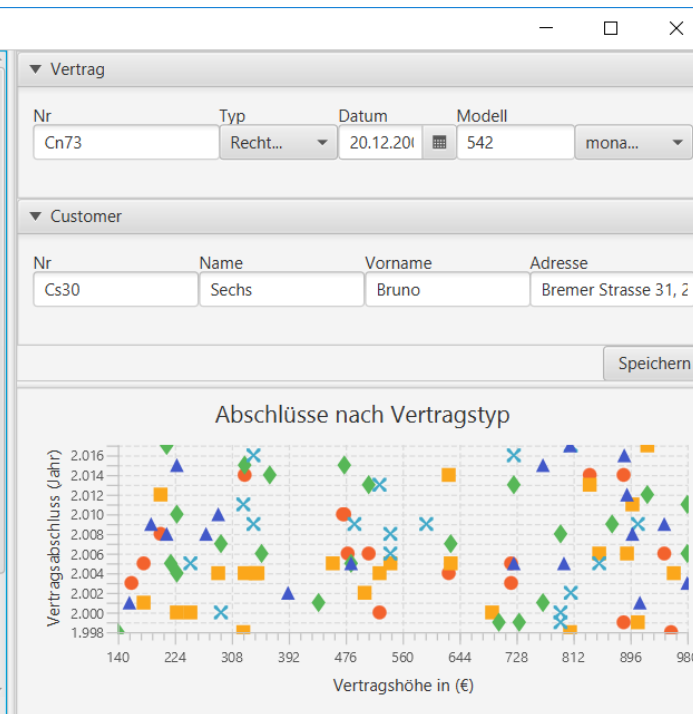 Vertrag
Nr Typ Datum Modell
Cn73 Recht... 20.12.20 542 mona...
Customer
Nr Name Vorname Adresse
Cs30 Sechs Bruno Bremer Strasse 31, 2
Speichern
Abschlüsse nach Vertragstyp
Vertragsabschluss (Jahr)
2.016
2.014
2.012
2.010
2.008
2.006
2.004
2.002
2.000
1.998
140 224 308 392 476 560 644 728 812 896 980
Vertragshöhe in (€)